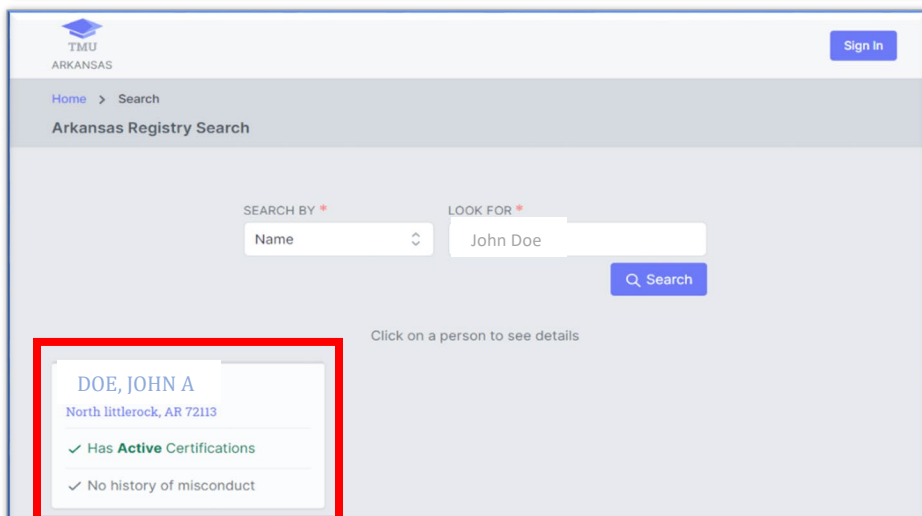 TMU
ARKANSAS
Sign In
Home > Search
Arkansas Registry Search
SEARCH BY *
LOOK FOR *
Name
John Doe
Search
Click on a person to see details
DOE, JOHN A
North littlerock, AR 72113
✓ Has Active Certifications
✓ No history of misconduct